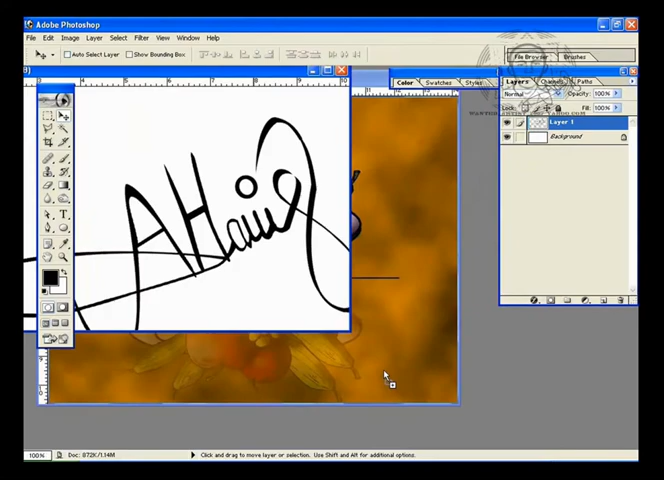 Adobe Photoshop
File Edit Image Layer Select Filter View Window Help
Auto Select Layer Show Bounding Box
File Browser Brushes
Color Swatches Styles
Layers Channels Paths
Normal Opacity: 100%
Lock: Fill: 100%
Layer 1
Background
100% Doc: 872K/1.14M Click and drag to move layer or selection. Use Shift and Alt for additional options.